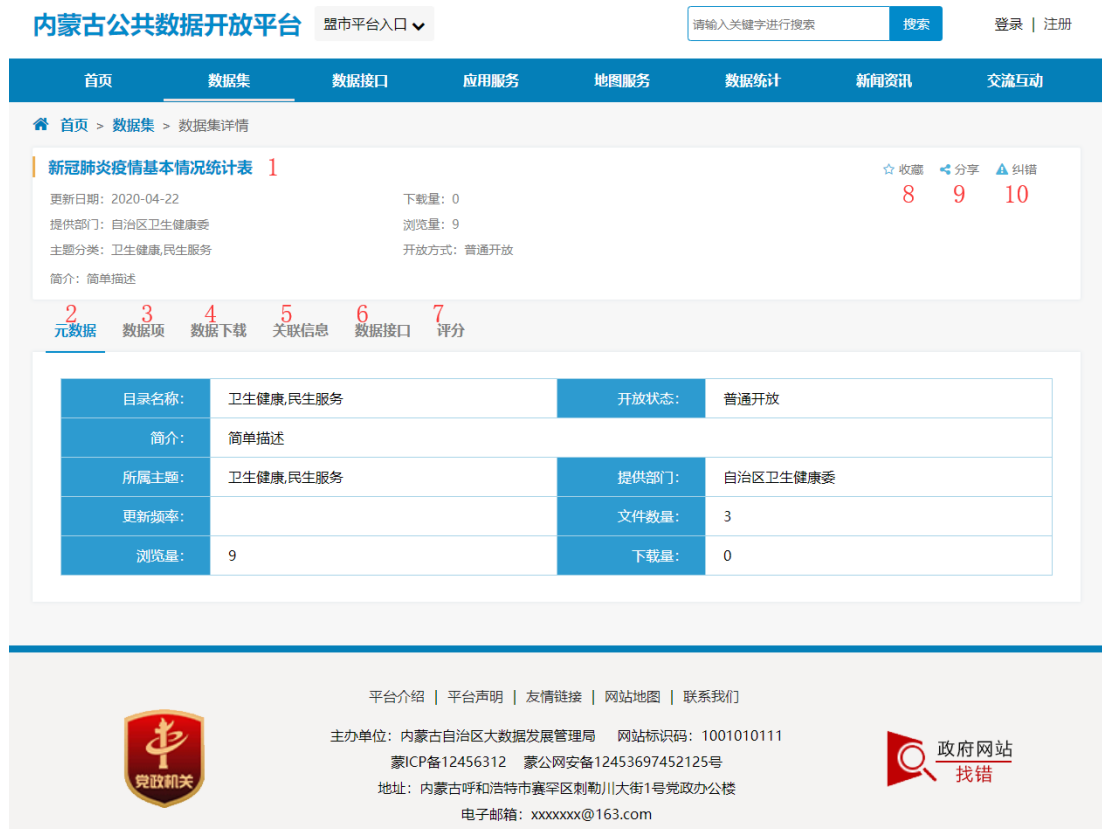 内蒙古公共数据开放平台 盟市平台入口 请输入关键字进行搜索 搜索 登录 | 注册
首页 数据集 数据接口 应用服务 地图服务 数据统计 新闻资讯 交流互动
首页 > 数据集 > 数据集详情
新冠肺炎疫情基本情况统计表 1 收藏 分享 纠错
8 9 10
更新日期：2020-04-22 下载量：0
提供部门：自治区卫生健康委 浏览量：9
主题分类：卫生健康,民生服务 开放方式：普通开放
简介：简单描述
2 3 4 5 6 7
元数据 数据项 数据下载 关联信息 数据接口 评分
目录名称： 卫生健康,民生服务 开放状态： 普通开放
简介： 简单描述
所属主题： 卫生健康,民生服务 提供部门： 自治区卫生健康委
更新频率： 文件数量： 3
浏览量： 9 下载量： 0
平台介绍 | 平台声明 | 友情链接 | 网站地图 | 联系我们
主办单位：内蒙古自治区大数据发展管理局 网站标识码：1001010111
蒙ICP备12456312 蒙公网安备12453697452125号
地址：内蒙古呼和浩特市赛罕区刺勒川大街1号党政办公楼
电子邮箱：xxxxxxx@163.com
党政机关
政府网站
找错